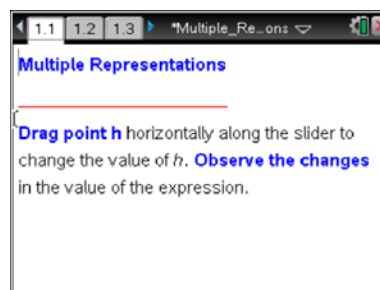 1.1 1.2 1.3 *Multiple_Re...ons
Multiple Representations
Drag point h horizontally along the slider to
change the value of h. Observe the changes
in the value of the expression.